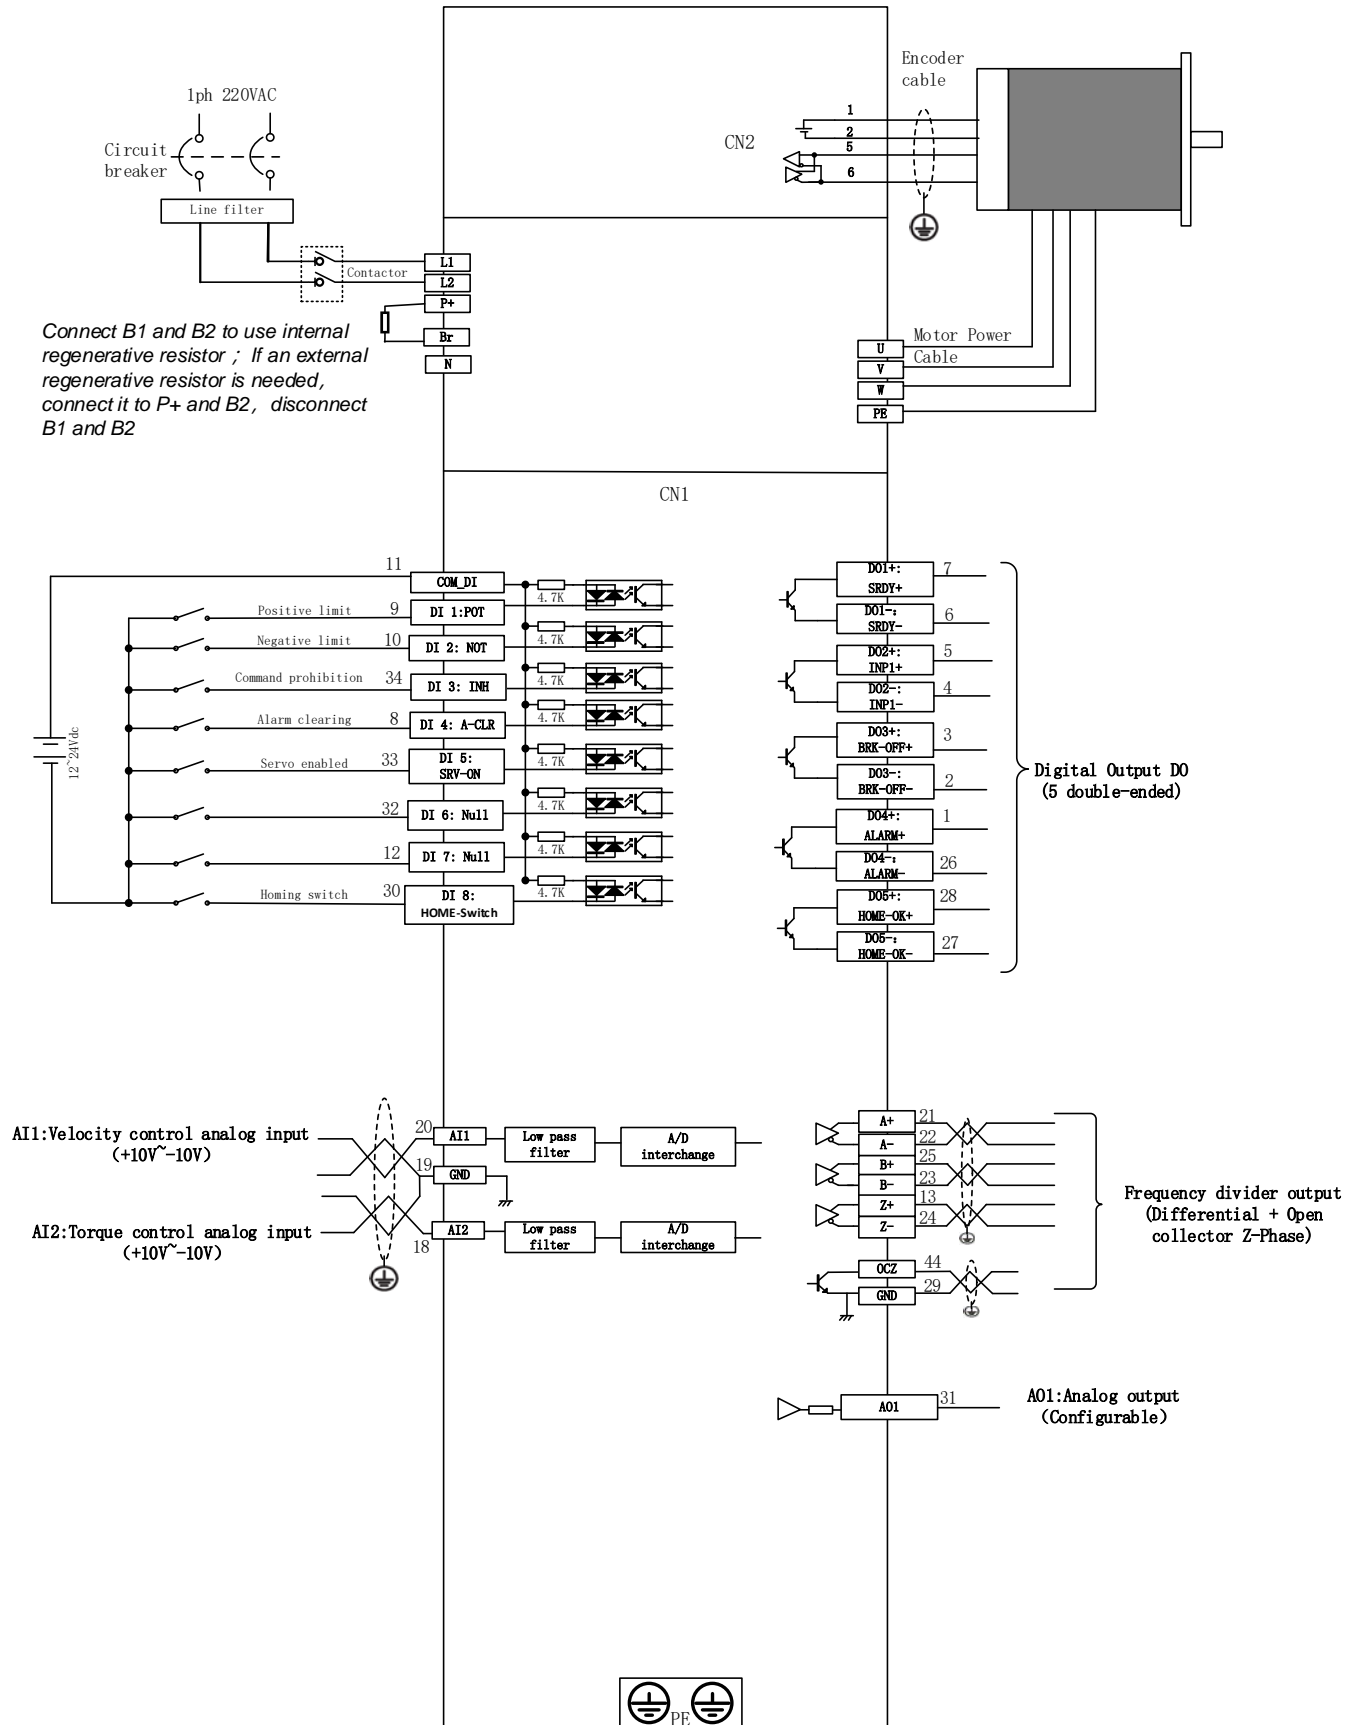 Encoder
cable
1ph 220VAC
Circuit
breaker
Line filter
Contactor
CN2
1
2
5
6
L1
L2
P+
Br
N
Connect B1 and B2 to use internal
regenerative resistor ; If an external
regenerative resistor is needed,
connect it to P+ and B2, disconnect
B1 and B2
Motor Power
Cable
U
V
W
PE
CN1
12~24Vdc
11
COM_DI
4.7K
Positive limit
9
DI 1:POT
4.7K
Negative limit
10
DI 2: NOT
4.7K
Command prohibition
34
DI 3: INH
4.7K
Alarm clearing
8
DI 4: A-CLR
4.7K
Servo enabled
33
DI 5:
SRV-ON
4.7K
32
DI 6: Null
4.7K
12
DI 7: Null
4.7K
Homing switch
30
DI 8:
HOME-Switch
DO1+:
SRDY+
7
DO1-:
SRDY-
6
DO2+:
INP1+
5
DO2-:
INP1-
4
DO3+:
BRK-OFF+
3
DO3-:
BRK-OFF-
2
DO4+:
ALARM+
1
DO4-:
ALARM-
26
DO5+:
HOME-OK+
28
DO5-:
HOME-OK-
27
Digital Output DO
(5 double-ended)
AI1:Velocity control analog input
(+10V~-10V)
20
AI1
Low pass
filter
A/D
interchange
19
GND
AI2:Torque control analog input
(+10V~-10V)
18
AI2
Low pass
filter
A/D
interchange
A+
21
A-
22
B+
25
B-
23
Z+
13
Z-
24
OCZ
44
GND
29
Frequency divider output
(Differential + Open
collector Z-Phase)
AO1
31
AO1:Analog output
(Configurable)
PE